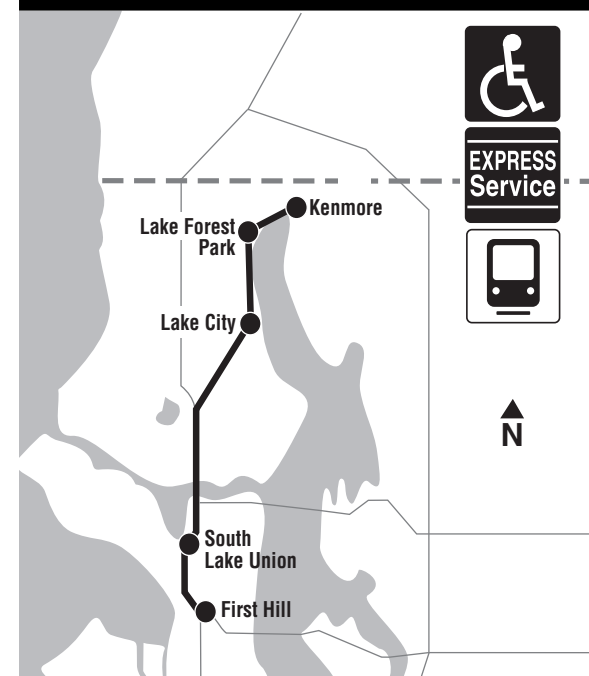 EXPRESS
Service
Kenmore
Lake Forest
Park
Lake City
N
South
Lake Union
First Hill